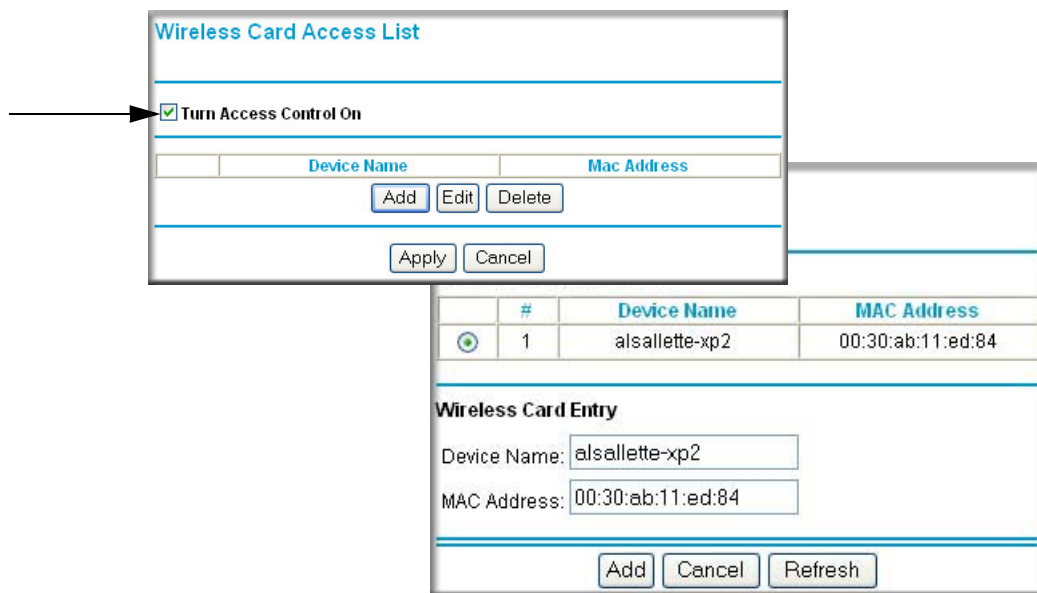 Wireless Card Access List
Turn Access Control On
Device Name Mac Address
Add Edit Delete
Apply Cancel
# Device Name MAC Address
1 alsallette-xp2 00:30:ab:11:ed:84
Wireless Card Entry
Device Name: alsallette-xp2
MAC Address: 00:30:ab:11:ed:84
Add Cancel Refresh